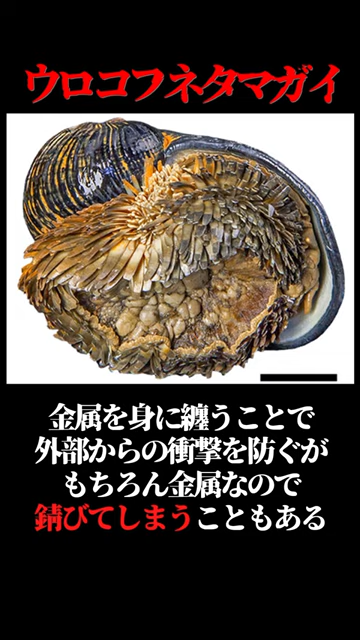 ウロコフネタマガイ
金属を身に纏うことで
外部からの衝撃を防ぐが
もちろん金属なので
錆びてしまうこともある